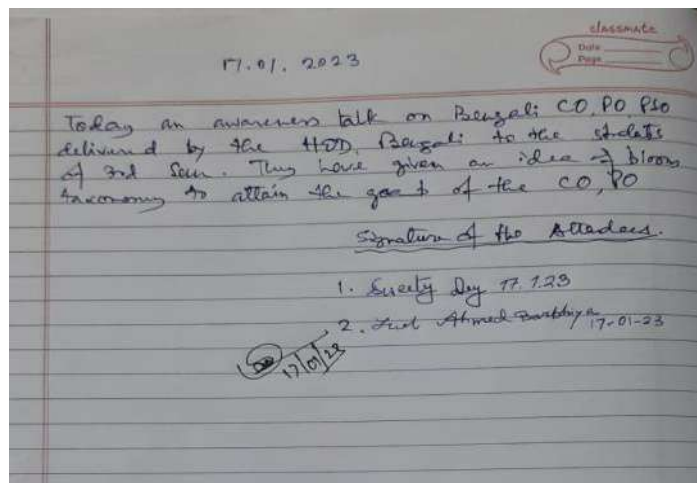 classmate
Date
Page
17.01.2023
Today an awareness talk on Bengali CO, PO, PSO
delivered by the HOD, Bengali to the students
of 3rd Sem. They have given an idea of bloom
taxonomy to attain the goal of the CO, PO
Signature of the Attadees.
1. Sweety Dey 17.1.23
2. Ahmed 17-01-23
17/01/23